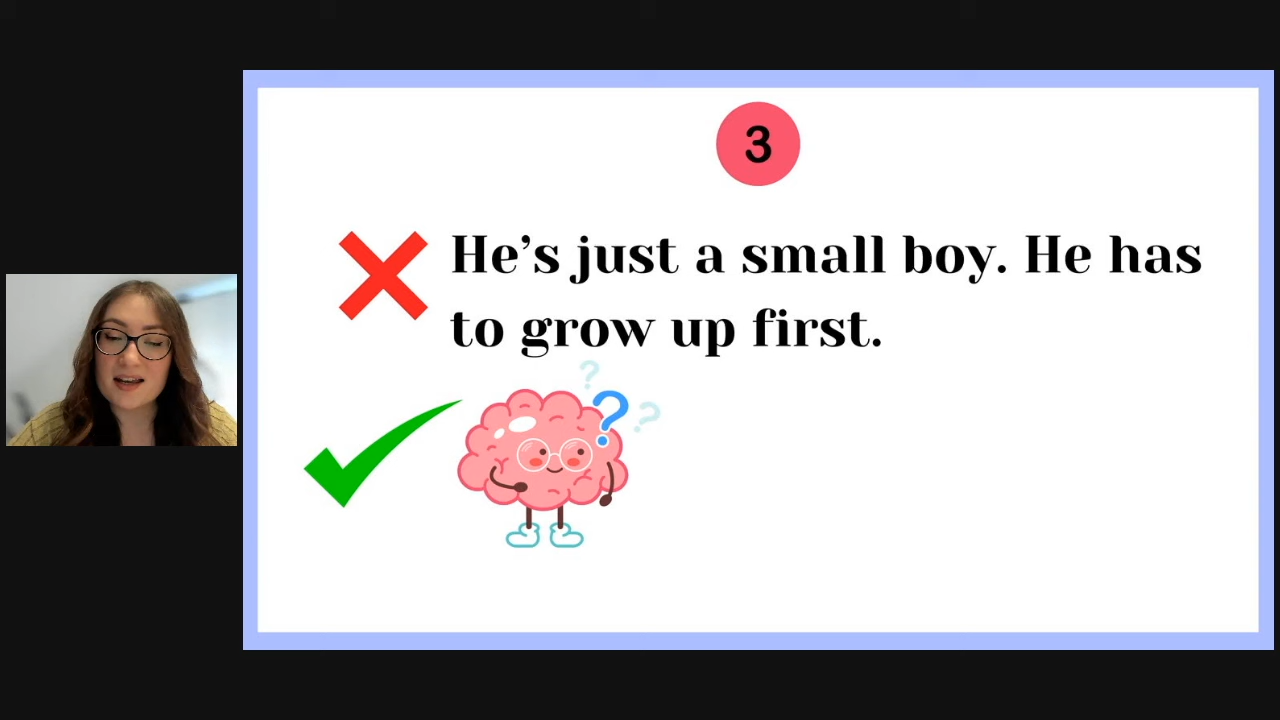 3
He's just a small boy. He has
to grow up first.
? ? ?